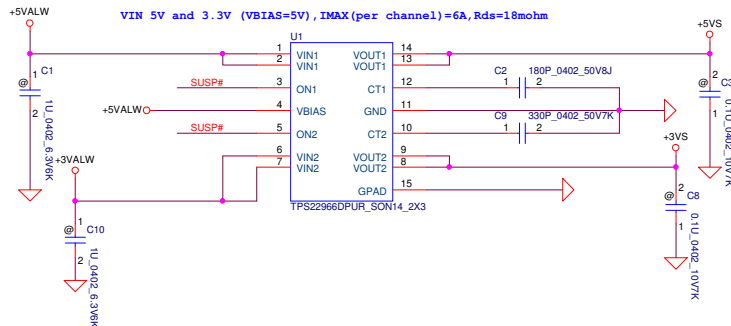 VIN 5V and 3.3V (VBIAS=5V),IMAX(per channel)=6A,Rds=18mohm
+5VALW
+5VS
U1
1 VIN1 VOUT1 14
2 VIN1 VOUT1 13
SUSP# 3 ON1 CT1 12
C2 180P_0402_50V8J
1 2
+5VALW 4 VBIAS GND 11
SUSP# 5 ON2 CT2 10
C9 330P_0402_50V7K
1 2
6 VIN2 VOUT2 9
7 VIN2 VOUT2 8
GPAD 15
TPS22966DPUR_SON14_2X3
@ 1 C1
2
1U_0402_6.3V6K
+3VALW
@ 1 C10
2
1U_0402_6.3V6K
@ 2 C3
1
0.1U_0402_10V7K
+3VS
@ 2 C8
1
0.1U_0402_10V7K